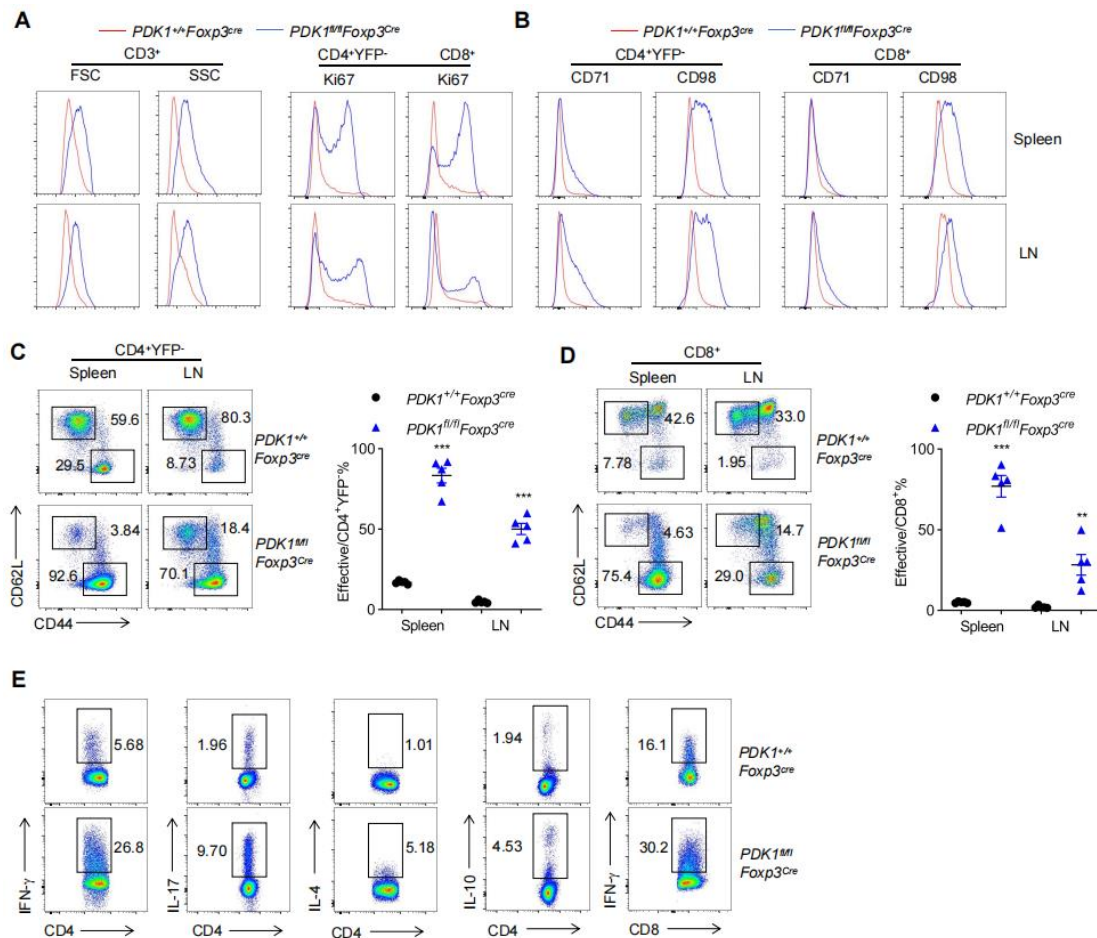 A
PDK1+/+Foxp3cre PDK1fl/flFoxp3Cre
CD3+
FSC SSC
CD4+YFP- CD8+
Ki67 Ki67
B
PDK1+/+Foxp3cre PDK1fl/flFoxp3Cre
CD4+YFP- CD8+
CD71 CD98 CD71 CD98
Spleen
LN
C
CD4+YFP-
Spleen LN
59.6 80.3
29.5 8.73
PDK1+/+
Foxp3cre
3.84 18.4
92.6 70.1
PDK1fl/fl
Foxp3Cre
CD62L
CD44
PDK1+/+Foxp3cre
PDK1fl/flFoxp3cre
Effective/CD4+YFP-%
100
50
0
***
***
Spleen LN
D
CD8+
Spleen LN
42.6 33.0
7.78 1.95
PDK1+/+
Foxp3cre
4.63 14.7
75.4 29.0
PDK1fl/fl
Foxp3Cre
CD62L
CD44
PDK1+/+Foxp3cre
PDK1fl/flFoxp3cre
Effective/CD8+%
100
50
0
***
**
Spleen LN
E
5.68 1.96 1.01 1.94 16.1
PDK1+/+
Foxp3cre
26.8 9.70 5.18 4.53 30.2
PDK1fl/fl
Foxp3Cre
IFN-γ IL-17 IL-4 IL-10 IFN-γ
CD4 CD4 CD4 CD4 CD8